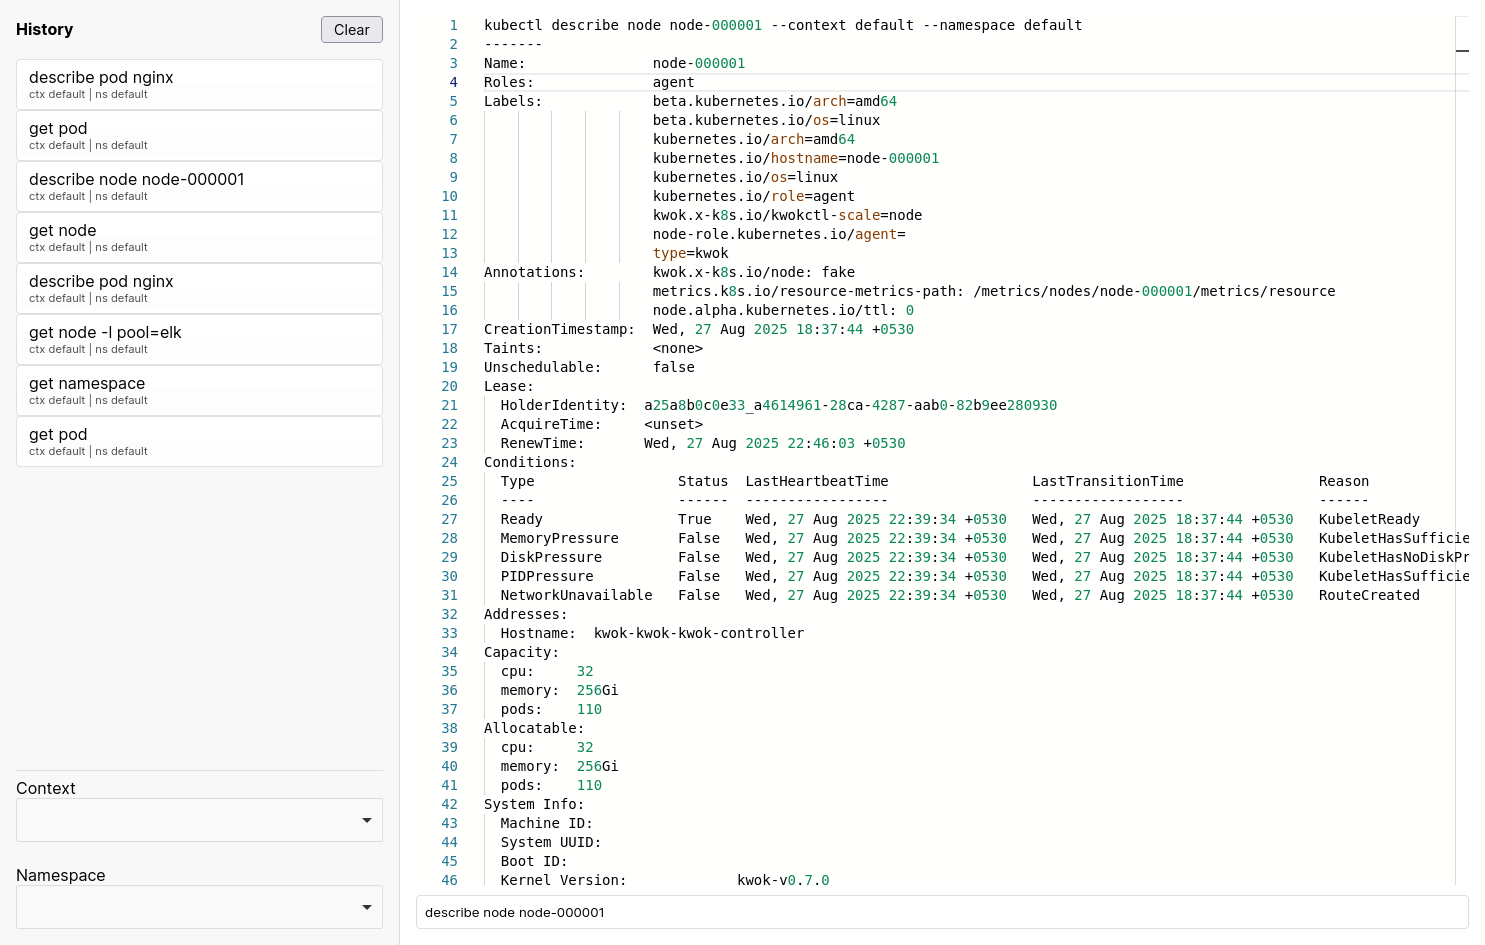 History
Clear
describe pod nginx
ctx default | ns default
get pod
ctx default | ns default
describe node node-000001
ctx default | ns default
get node
ctx default | ns default
describe pod nginx
ctx default | ns default
get node -l pool=elk
ctx default | ns default
get namespace
ctx default | ns default
get pod
ctx default | ns default
Context
Namespace
1 kubectl describe node node-000001 --context default --namespace default
2 -------
3 Name: node-000001
4 Roles: agent
5 Labels: beta.kubernetes.io/arch=amd64
6 beta.kubernetes.io/os=linux
7 kubernetes.io/arch=amd64
8 kubernetes.io/hostname=node-000001
9 kubernetes.io/os=linux
10 kubernetes.io/role=agent
11 kwok.x-k8s.io/kwokctl-scale=node
12 node-role.kubernetes.io/agent=
13 type=kwok
14 Annotations: kwok.x-k8s.io/node: fake
15 metrics.k8s.io/resource-metrics-path: /metrics/nodes/node-000001/metrics/resource
16 node.alpha.kubernetes.io/ttl: 0
17 CreationTimestamp: Wed, 27 Aug 2025 18:37:44 +0530
18 Taints: <none>
19 Unschedulable: false
20 Lease:
21 HolderIdentity: a25a8b0c0e33_a4614961-28ca-4287-aab0-82b9ee280930
22 AcquireTime: <unset>
23 RenewTime: Wed, 27 Aug 2025 22:46:03 +0530
24 Conditions:
25 Type Status LastHeartbeatTime LastTransitionTime Reason
26 ---- ------ ----------------- ------------------ ------
27 Ready True Wed, 27 Aug 2025 22:39:34 +0530 Wed, 27 Aug 2025 18:37:44 +0530 KubeletReady
28 MemoryPressure False Wed, 27 Aug 2025 22:39:34 +0530 Wed, 27 Aug 2025 18:37:44 +0530 KubeletHasSufficie
29 DiskPressure False Wed, 27 Aug 2025 22:39:34 +0530 Wed, 27 Aug 2025 18:37:44 +0530 KubeletHasNoDiskPr
30 PIDPressure False Wed, 27 Aug 2025 22:39:34 +0530 Wed, 27 Aug 2025 18:37:44 +0530 KubeletHasSufficie
31 NetworkUnavailable False Wed, 27 Aug 2025 22:39:34 +0530 Wed, 27 Aug 2025 18:37:44 +0530 RouteCreated
32 Addresses:
33 Hostname: kwok-kwok-kwok-controller
34 Capacity:
35 cpu: 32
36 memory: 256Gi
37 pods: 110
38 Allocatable:
39 cpu: 32
40 memory: 256Gi
41 pods: 110
42 System Info:
43 Machine ID:
44 System UUID:
45 Boot ID:
46 Kernel Version: kwok-v0.7.0
describe node node-000001